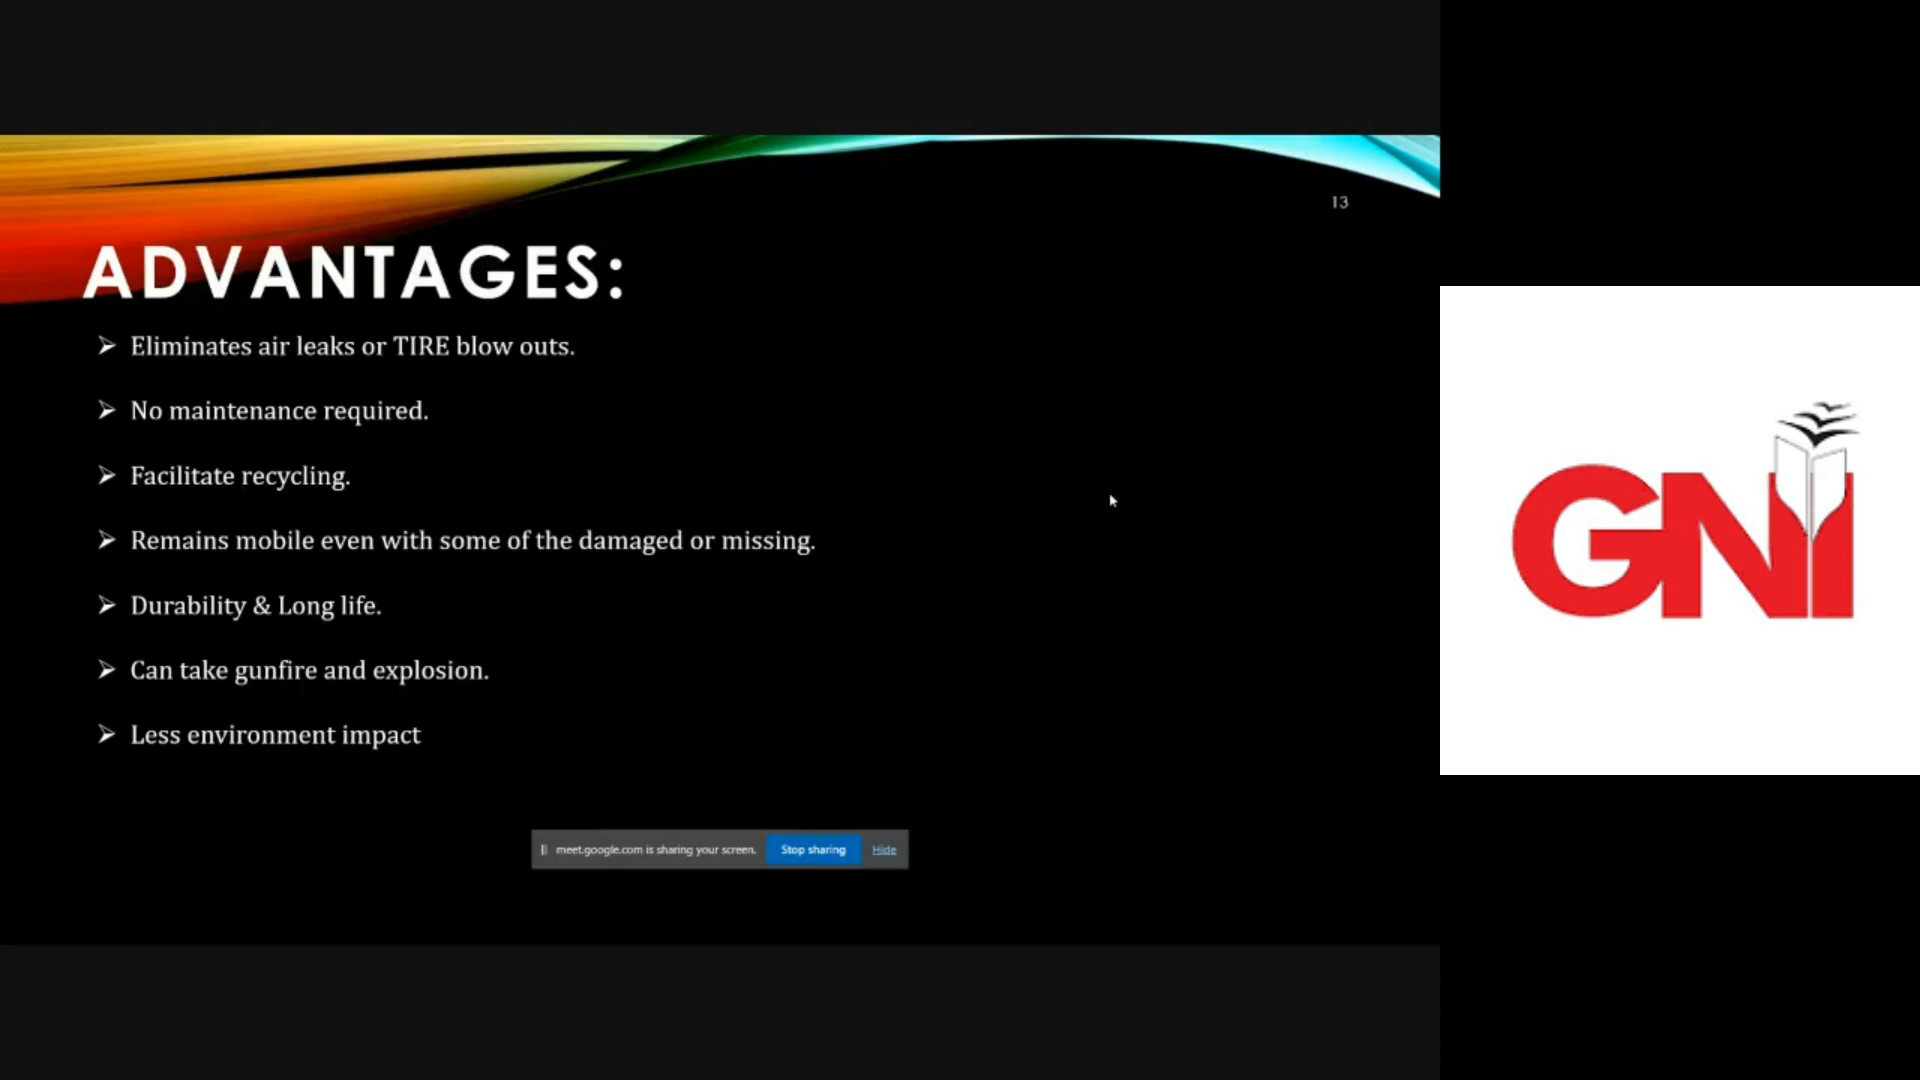 13
ADVANTAGES:
➢ Eliminates air leaks or TIRE blow outs.
➢ No maintenance required.
➢ Facilitate recycling.
➢ Remains mobile even with some of the damaged or missing.
➢ Durability & Long life.
➢ Can take gunfire and explosion.
➢ Less environment impact
meet.google.com is sharing your screen. Stop sharing Hide
GNI